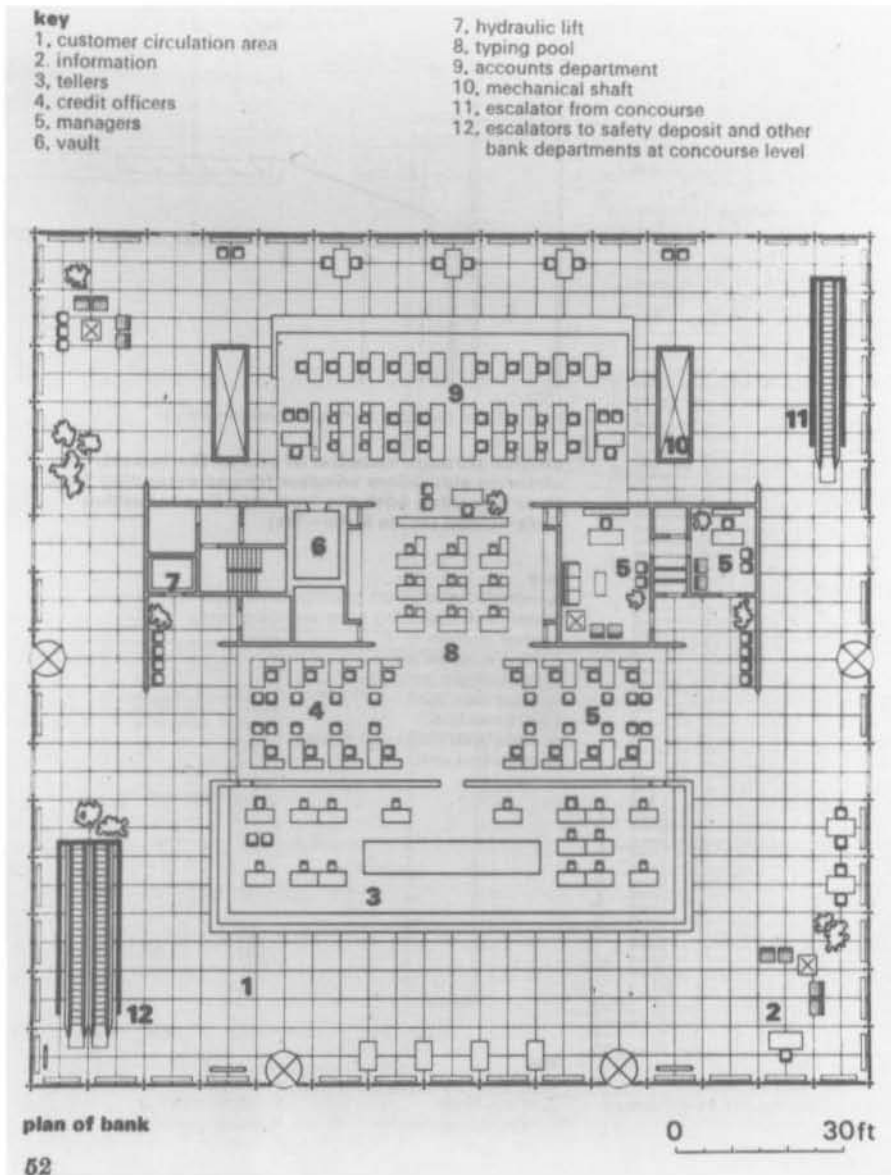 key
1, customer circulation area
2. information
3, tellers
4, credit officers
5, managers
6, vault
7, hydraulic lift
8, typing pool
9, accounts department
10, mechanical shaft
11, escalator from concourse
12, escalators to safety deposit and other
bank departments at concourse level
9
11
10
6
5
5
7
8
4
5
3
1
12
2
plan of bank
0 30ft
52